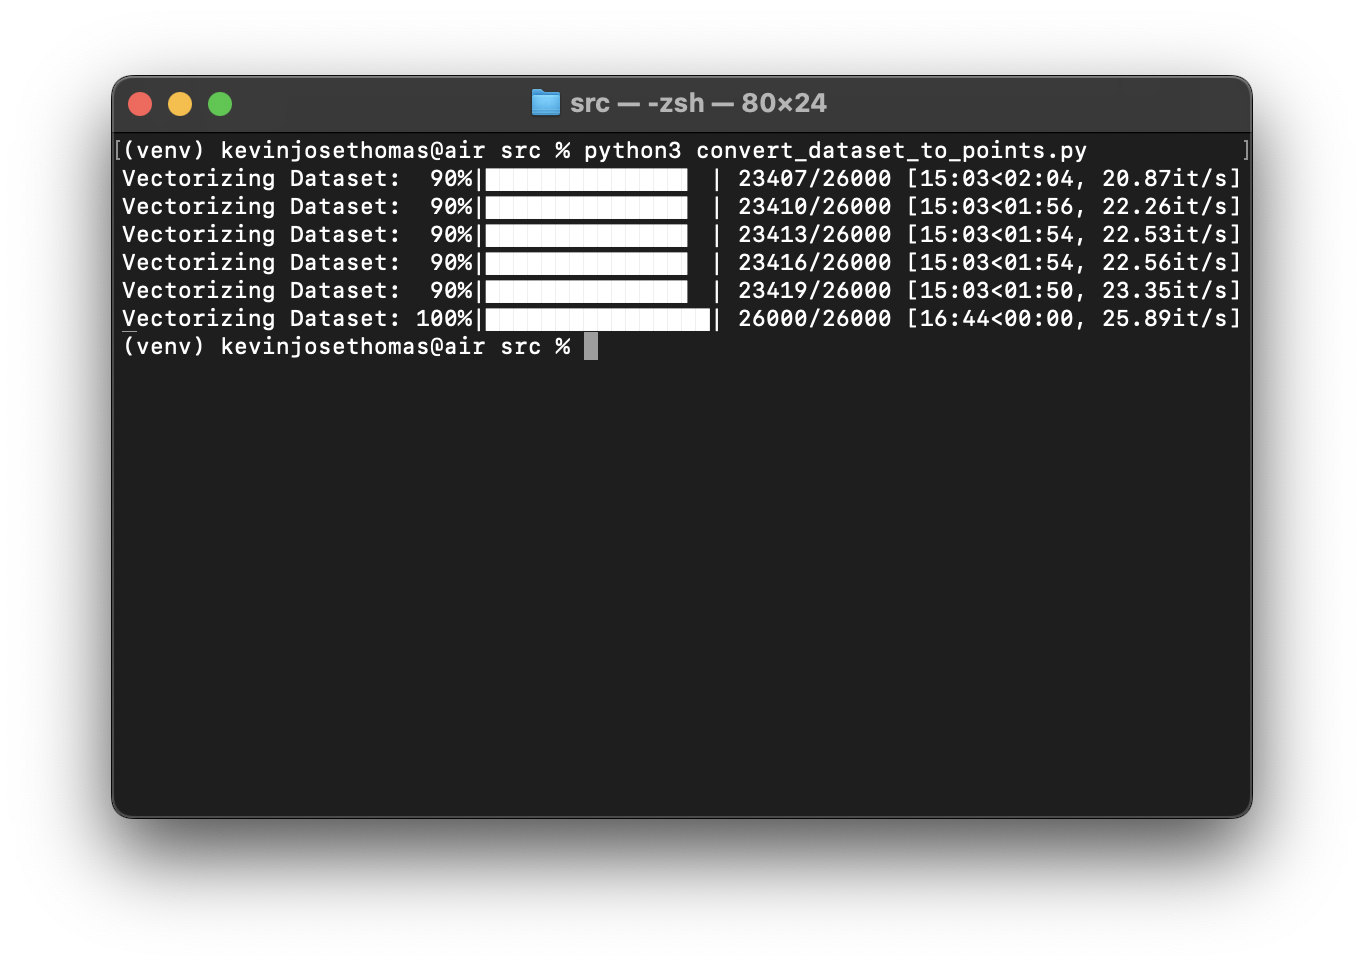 src — -zsh — 80×24
[(venv) kevinjosethomas@air src % python3 convert_dataset_to_points.py ]
Vectorizing Dataset:  90%|██████████████▍ | 23407/26000 [15:03<02:04, 20.87it/s]
Vectorizing Dataset:  90%|██████████████▍ | 23410/26000 [15:03<01:56, 22.26it/s]
Vectorizing Dataset:  90%|██████████████▍ | 23413/26000 [15:03<01:54, 22.53it/s]
Vectorizing Dataset:  90%|██████████████▍ | 23416/26000 [15:03<01:54, 22.56it/s]
Vectorizing Dataset:  90%|██████████████▍ | 23419/26000 [15:03<01:50, 23.35it/s]
Vectorizing Dataset: 100%|████████████████| 26000/26000 [16:44<00:00, 25.89it/s]
(venv) kevinjosethomas@air src %